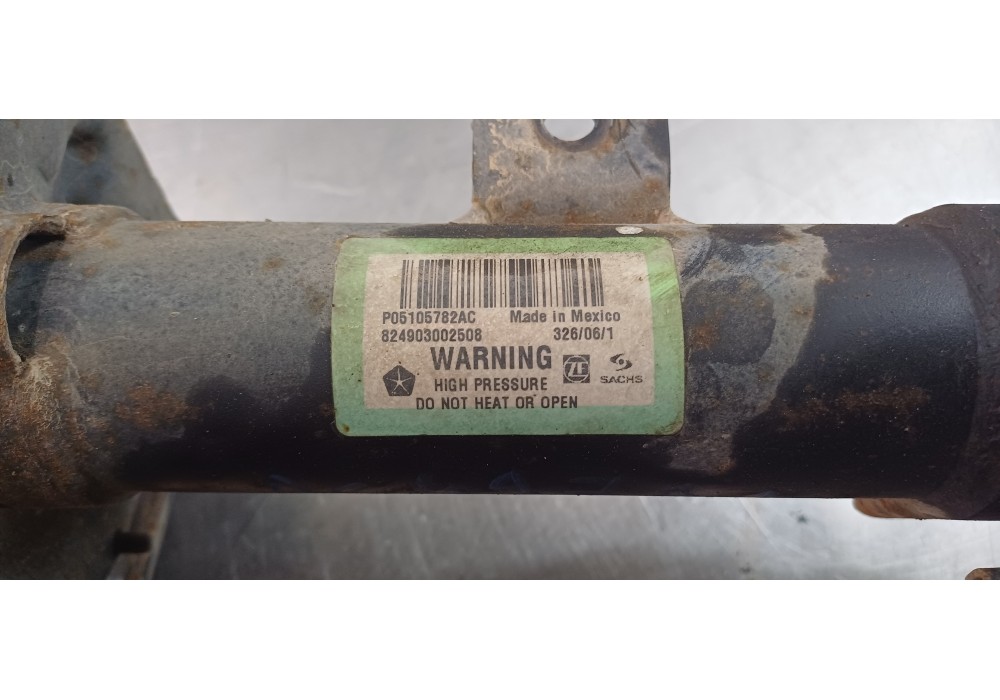 P05105782AC Made in Mexico
824903002508 326/06/1
WARNING
ZF
SACHS
HIGH PRESSURE
DO NOT HEAT OR OPEN